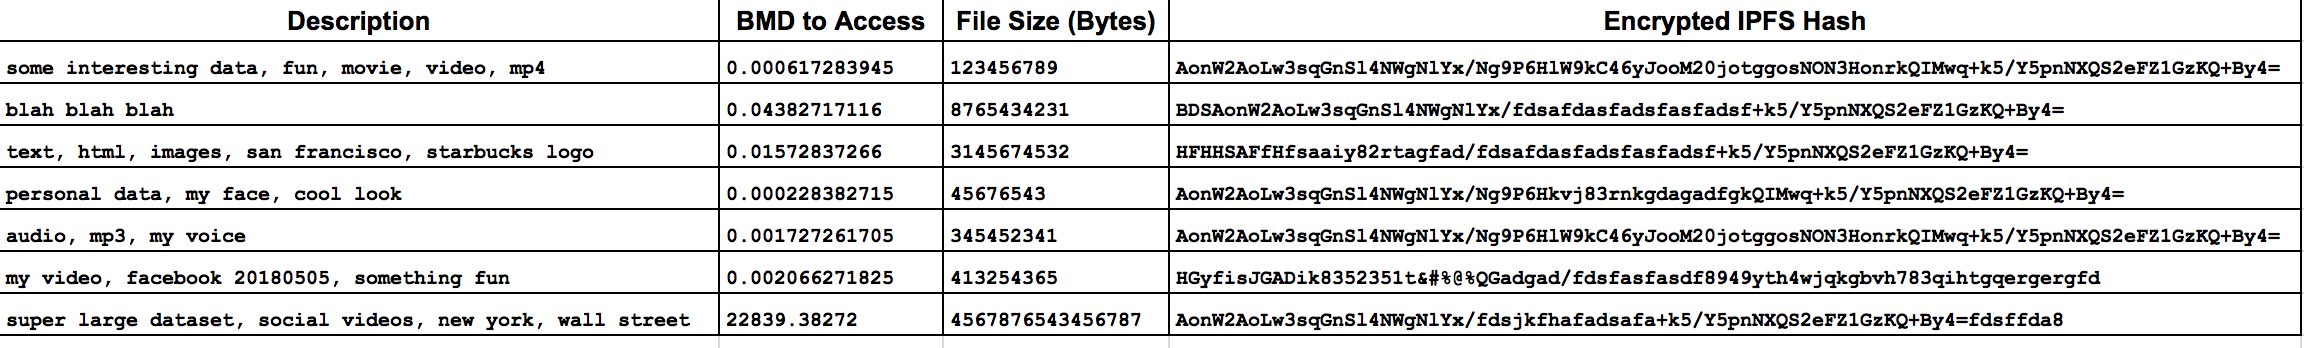 Description BMD to Access File Size (Bytes) Encrypted IPFS Hash
some interesting data, fun, movie, video, mp4 0.000617283945 123456789 AonW2AoLw3sqGnSl4NWgNlYx/Ng9P6HlW9kC46yJooM20jotggosNON3HonrkQIMwq+k5/Y5pnNXQS2eFZ1GzKQ+By4=
blah blah blah 0.04382717116 8765434231 BDSAonW2AoLw3sqGnSl4NWgNlYx/fdsafdasfadsfasfadsf+k5/Y5pnNXQS2eFZ1GzKQ+By4=
text, html, images, san francisco, starbucks logo 0.01572837266 3145674532 HFHHSAFfHfsaaiy82rtagfad/fdsafdasfadsfasfadsf+k5/Y5pnNXQS2eFZ1GzKQ+By4=
personal data, my face, cool look 0.000228382715 45676543 AonW2AoLw3sqGnSl4NWgNlYx/Ng9P6Hkvj83rnkgdagadfgkQIMwq+k5/Y5pnNXQS2eFZ1GzKQ+By4=
audio, mp3, my voice 0.001727261705 345452341 AonW2AoLw3sqGnSl4NWgNlYx/Ng9P6HlW9kC46yJooM20jotggosNON3HonrkQIMwq+k5/Y5pnNXQS2eFZ1GzKQ+By4=
my video, facebook 20180505, something fun 0.002066271825 413254365 HGyfisJGADik8352351t&#%@%QGadgad/fdsfasfasdf8949yth4wjqkgbvh783qihtgqergergfd
super large dataset, social videos, new york, wall street 22839.38272 4567876543456787 AonW2AoLw3sqGnSl4NWgNlYx/fdsjkfhafadsafa+k5/Y5pnNXQS2eFZ1GzKQ+By4=fdsffda8